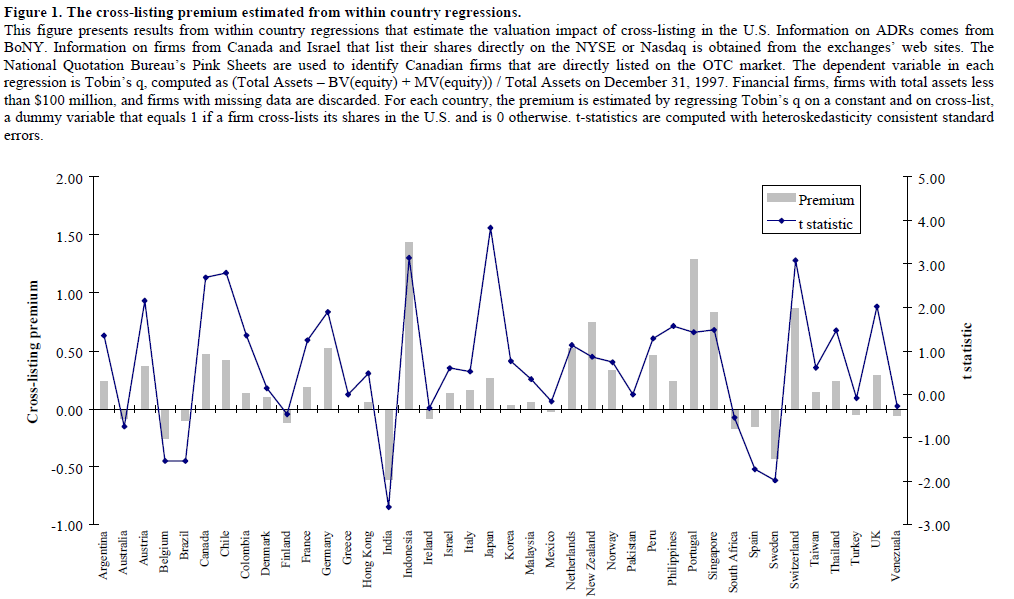 Figure 1. The cross-listing premium estimated from within country regressions.
This figure presents results from within country regressions that estimate the valuation impact of cross-listing in the U.S. Information on ADRs comes from
BoNY. Information on firms from Canada and Israel that list their shares directly on the NYSE or Nasdaq is obtained from the exchanges' web sites. The
National Quotation Bureau's Pink Sheets are used to identify Canadian firms that are directly listed on the OTC market. The dependent variable in each
regression is Tobin's q, computed as (Total Assets – BV(equity) + MV(equity)) / Total Assets on December 31, 1997. Financial firms, firms with total assets less
than $100 million, and firms with missing data are discarded. For each country, the premium is estimated by regressing Tobin's q on a constant and on cross-list,
a dummy variable that equals 1 if a firm cross-lists its shares in the U.S. and is 0 otherwise. t-statistics are computed with heteroskedasticity consistent standard
errors.
2.00
1.50
1.00
0.50
0.00
-0.50
-1.00
Cross-listing premium
Premium
t statistic
5.00
4.00
3.00
2.00
1.00
0.00
-1.00
-2.00
-3.00
t statistic
Argentina
Australia
Austria
Belgium
Brazil
Canada
Chile
Colombia
Denmark
Finland
France
Germany
Greece
Hong Kong
India
Indonesia
Ireland
Israel
Italy
Japan
Korea
Malaysia
Mexico
Netherlands
New Zealand
Norway
Pakistan
Peru
Philippines
Portugal
Singapore
South Africa
Spain
Sweden
Switzerland
Taiwan
Thailand
Turkey
UK
Venezuala